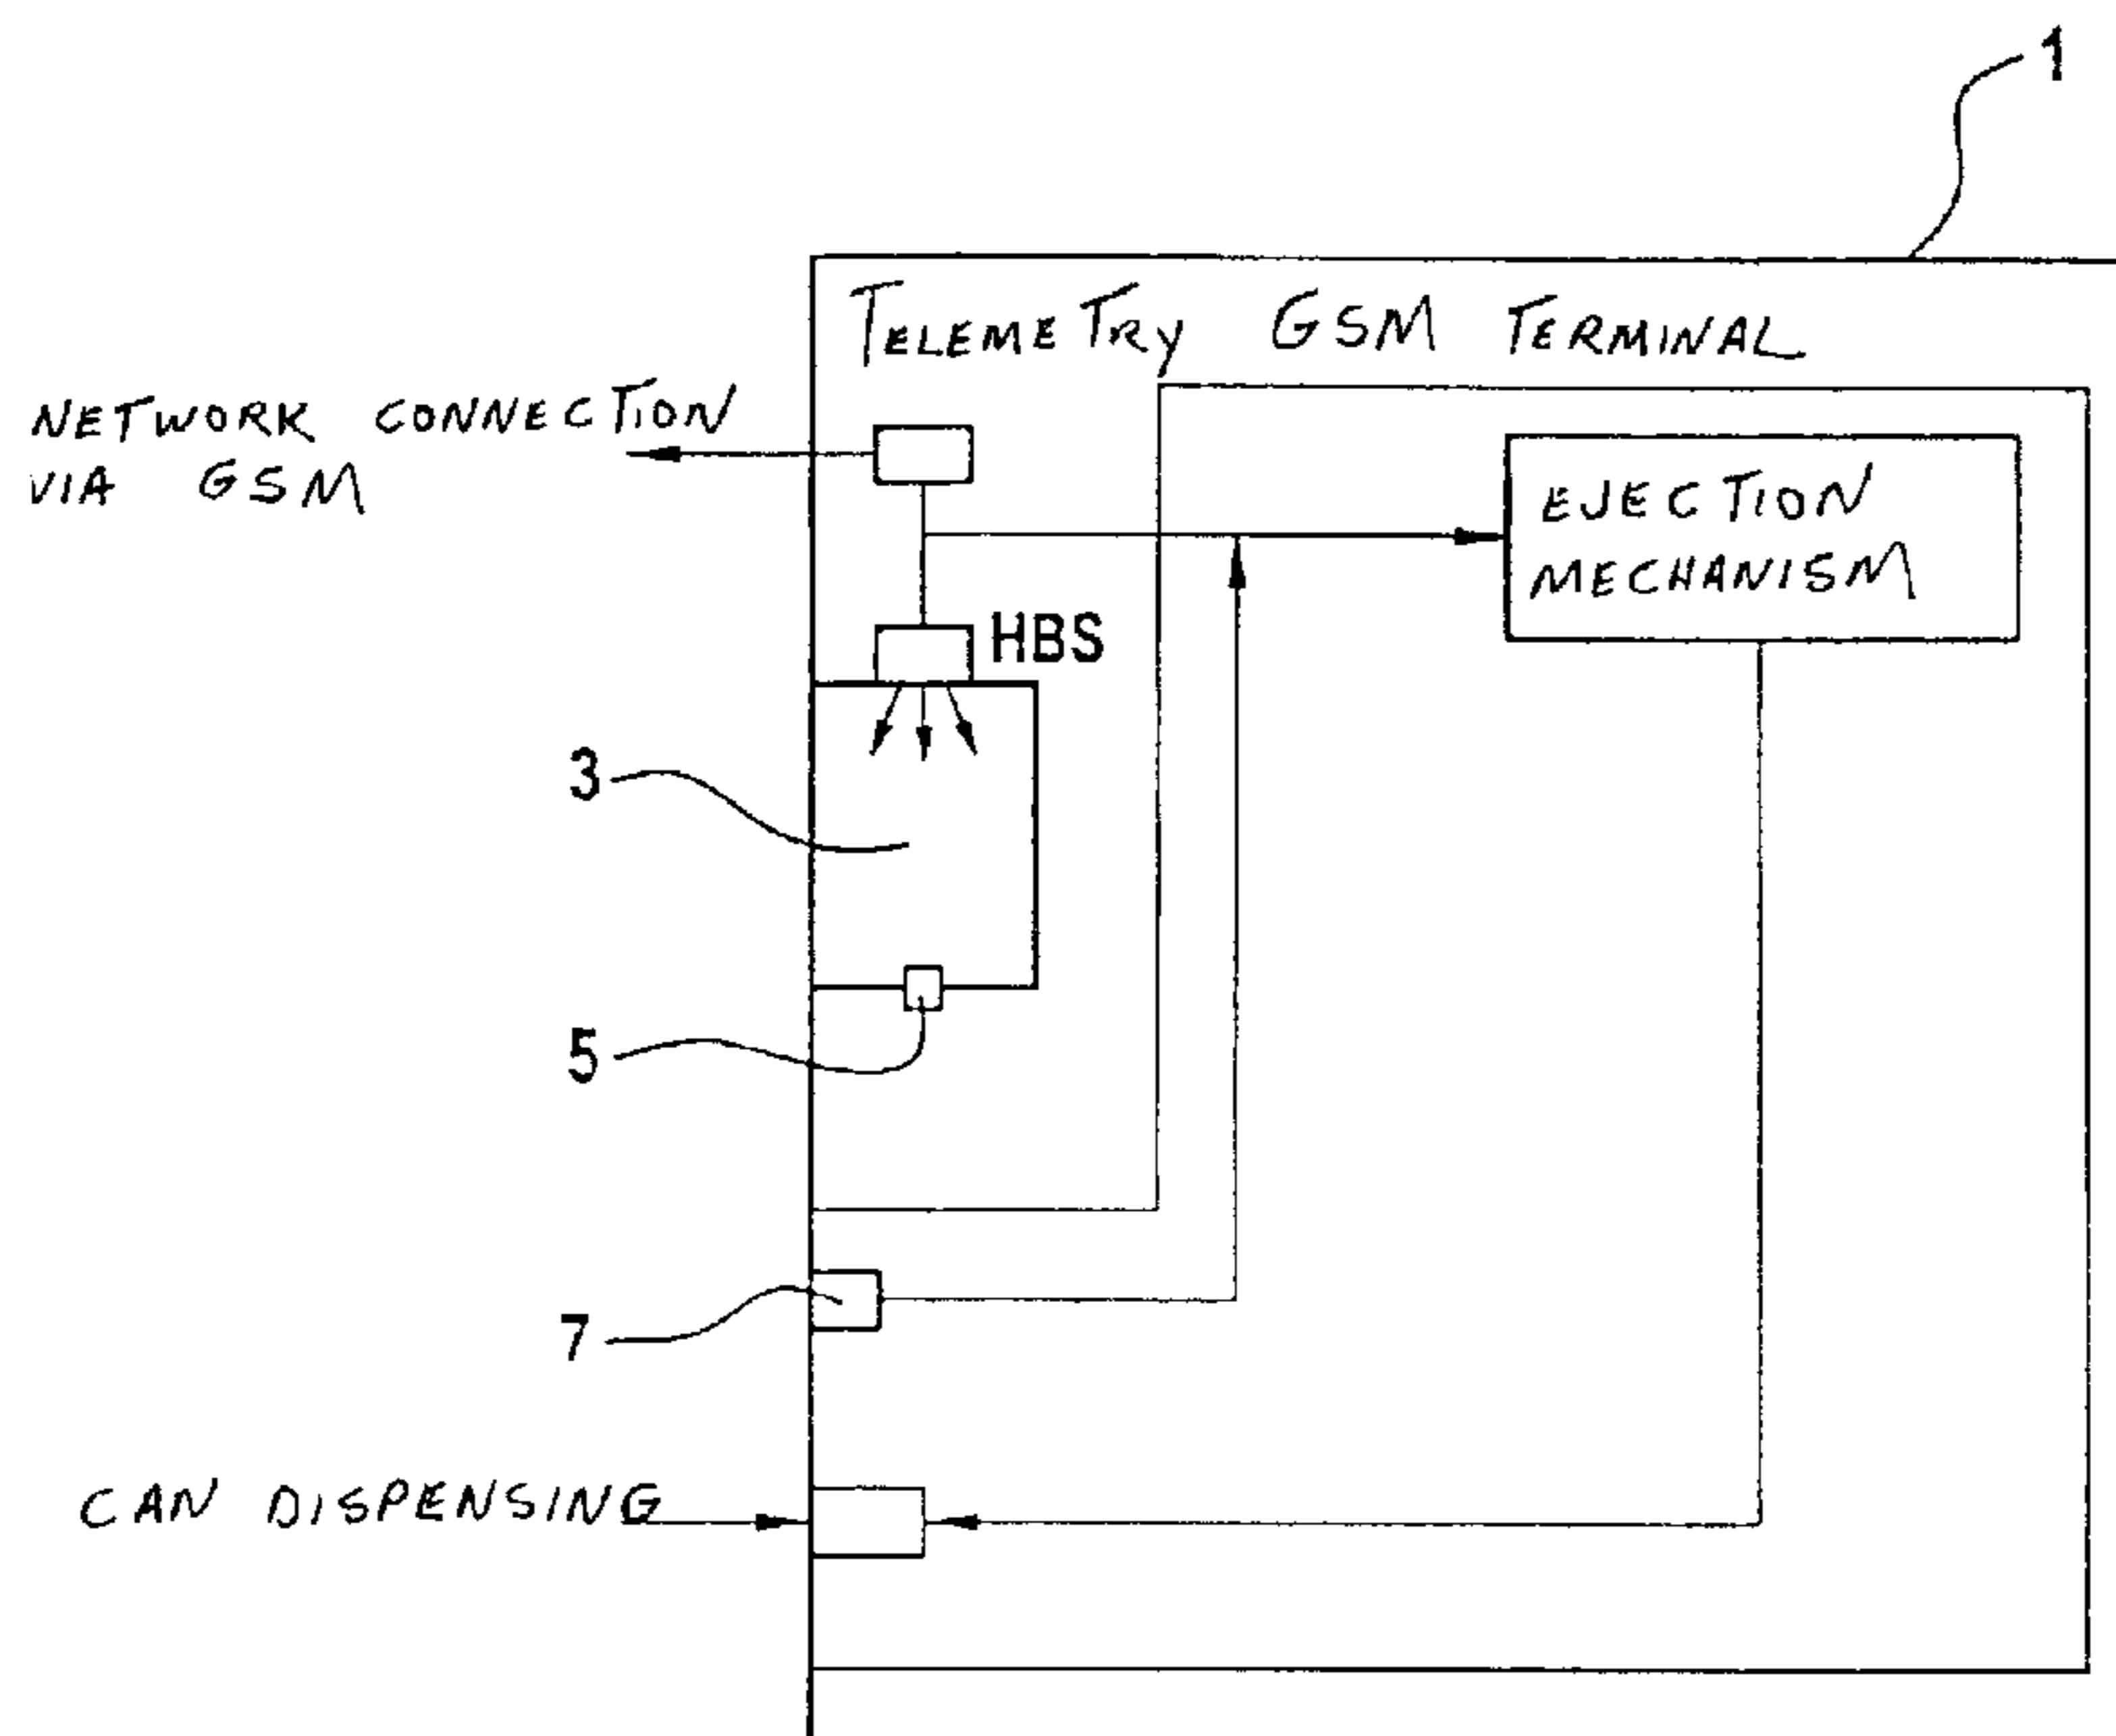 1
TELEMETRY GSM TERMINAL
NETWORK CONNECTION
VIA GSM
EJECTION
MECHANISM
HBS
3
5
7
CAN DISPENSING